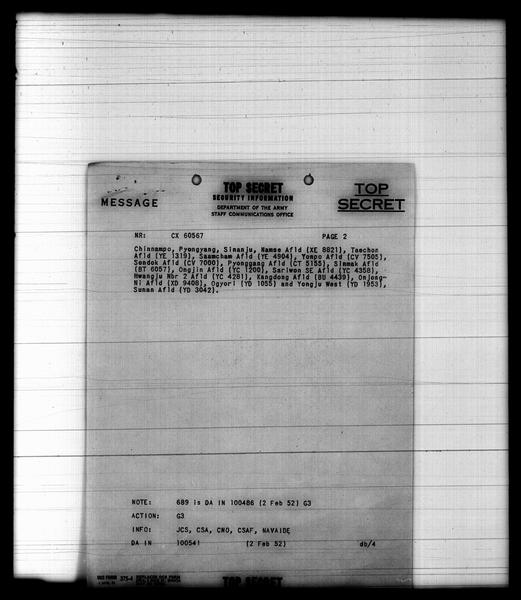 TOP SECRET
SECURITY INFORMATION
DEPARTMENT OF THE ARMY
STAFF COMMUNICATIONS OFFICE
MESSAGE
TOP
SECRET
NR: CX 60567 PAGE 2
Chinnampo, Pyongyang, Sinanju, Namse Afld (XE 8821), Taechon
Afld (YE 1319), Saamcham Afld (YE 4904), Yompo Afld (CV 7505),
Sondok Afld (CV 7000), Pyonggang Afld (CT 5155), Simmak Afld
(BT 6057), Ongjin Afld (YC 1200), Sariwon SE Afld (YC 4358),
Hwangju Nbr 2 Afld (YC 4281), Kangdong Afld (BU 4439), Onjong-
Ni Afld (XD 9408), Ogyori (YD 1055) and Yongju West (YD 1953),
Sunan Afld (YD 3042).
NOTE: 689 is DA IN 100486 (2 Feb 52) G3
ACTION: G3
INFO: JCS, CSA, CNO, CSAF, NAVAIDE
DA IN 100541 (2 Feb 52) db/4
375-4
TOP SECRET